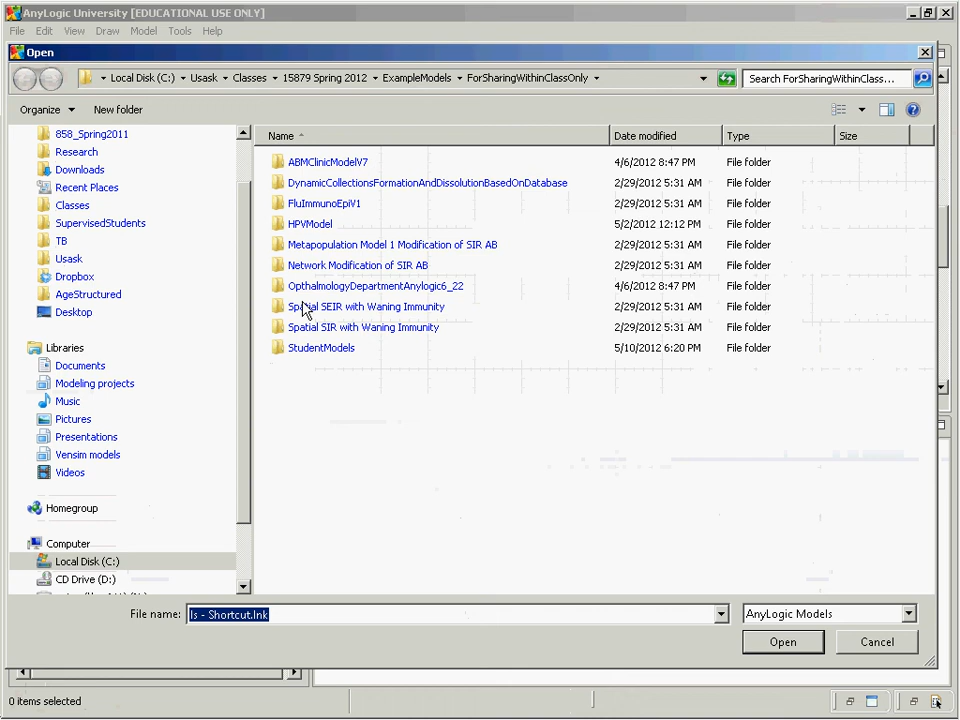 AnyLogic University [EDUCATIONAL USE ONLY]
File Edit View Draw Model Tools Help
Open
Local Disk (C:) Usask Classes 15879 Spring 2012 ExampleModels ForSharingWithinClassOnly
Search ForSharingWithinClass...
Organize New folder
Name Date modified Type Size
858_Spring2011
Research
Downloads
Recent Places
Classes
SupervisedStudents
TB
Usask
Dropbox
AgeStructured
Desktop
Libraries
Documents
Modeling projects
Music
Pictures
Presentations
Vensim models
Videos
Homegroup
Computer
Local Disk (C:)
CD Drive (D:)
ABMClinicModelV7 4/6/2012 8:47 PM File folder
DynamicCollectionsFormationAndDissolutionBasedOnDatabase 2/29/2012 5:31 AM File folder
FluImmunoEpiV1 2/29/2012 5:31 AM File folder
HPVModel 5/2/2012 12:12 PM File folder
Metapopulation Model 1 Modification of SIR AB 2/29/2012 5:31 AM File folder
Network Modification of SIR AB 2/29/2012 5:31 AM File folder
OpthalmologyDepartmentAnylogic6_22 4/6/2012 8:47 PM File folder
Spatial SEIR with Waning Immunity 2/29/2012 5:31 AM File folder
Spatial SIR with Waning Immunity 2/29/2012 5:31 AM File folder
StudentModels 5/10/2012 6:20 PM File folder
File name: ls - Shortcut.lnk AnyLogic Models
Open Cancel
0 items selected